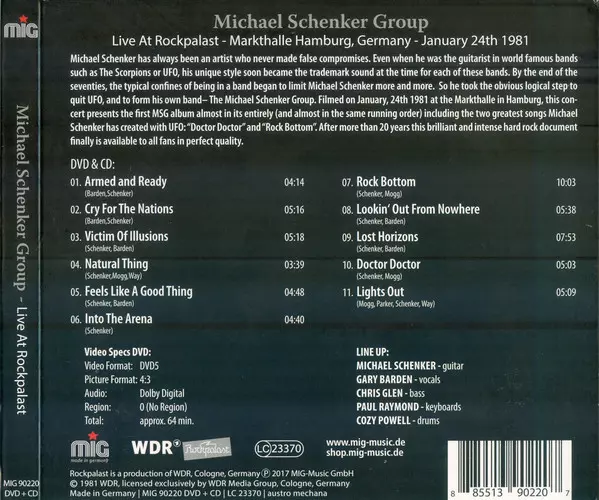 mig
Michael Schenker Group - Live At Rockpalast
mig
made in germany
MIG 90220
DVD + CD
Michael Schenker Group
Live At Rockpalast - Markthalle Hamburg, Germany - January 24th 1981
Michael Schenker has always been an artist who never made false compromises. Even when he was the guitarist in world famous bands
such as The Scorpions or UFO, his unique style soon became the trademark sound at the time for each of these bands. By the end of the
seventies, the typical confines of being in a band began to limit Michael Schenker more and more. So he took the obvious logical step to
quit UFO, and to form his own band– The Michael Schenker Group. Filmed on January, 24th 1981 at the Markthalle in Hamburg, this con-
cert presents the first MSG album almost in its entirely (and almost in the same running order) including the two greatest songs Michael
Schenker has created with UFO: “Doctor Doctor” and “Rock Bottom”. After more than 20 years this brilliant and intense hard rock document
finally is available to all fans in perfect quality.
DVD & CD:
01. Armed and Ready 04:14
(Barden,Schenker)
02. Cry For The Nations 05:16
(Barden,Schenker)
03. Victim Of Illusions 05:18
(Schenker, Barden)
04. Natural Thing 03:39
(Schenker,Mogg,Way)
05. Feels Like A Good Thing 04:48
(Schenker, Barden)
06. Into The Arena 04:40
(Schenker)
07. Rock Bottom 10:03
(Schenker, Mogg)
08. Lookin' Out From Nowhere 05:38
(Schenker, Barden)
09. Lost Horizons 07:53
(Schenker, Barden)
10. Doctor Doctor 05:03
(Schenker, Mogg)
11. Lights Out 05:09
(Mogg, Parker, Schenker, Way)
Video Specs DVD:
Video Format: DVD5
Picture Format: 4:3
Audio: Dolby Digital
Region: 0 (No Region)
Total: approx. 64 min.
LINE UP:
MICHAEL SCHENKER - guitar
GARY BARDEN - vocals
CHRIS GLEN - bass
PAUL RAYMOND - keyboards
COZY POWELL - drums
mig
made in germany
WDR
Rockpalast
LC 23370
www.mig-music.de
shop.mig-music.de
Rockpalast is a production of WDR, Cologne, Germany ℗ 2017 MIG-Music GmbH
© 1981 WDR, licensed exclusively by WDR Media Group, Cologne, Germany
Made in Germany | MIG 90220 DVD + CD | LC 23370 | austro mechana
8 85513 90220 7